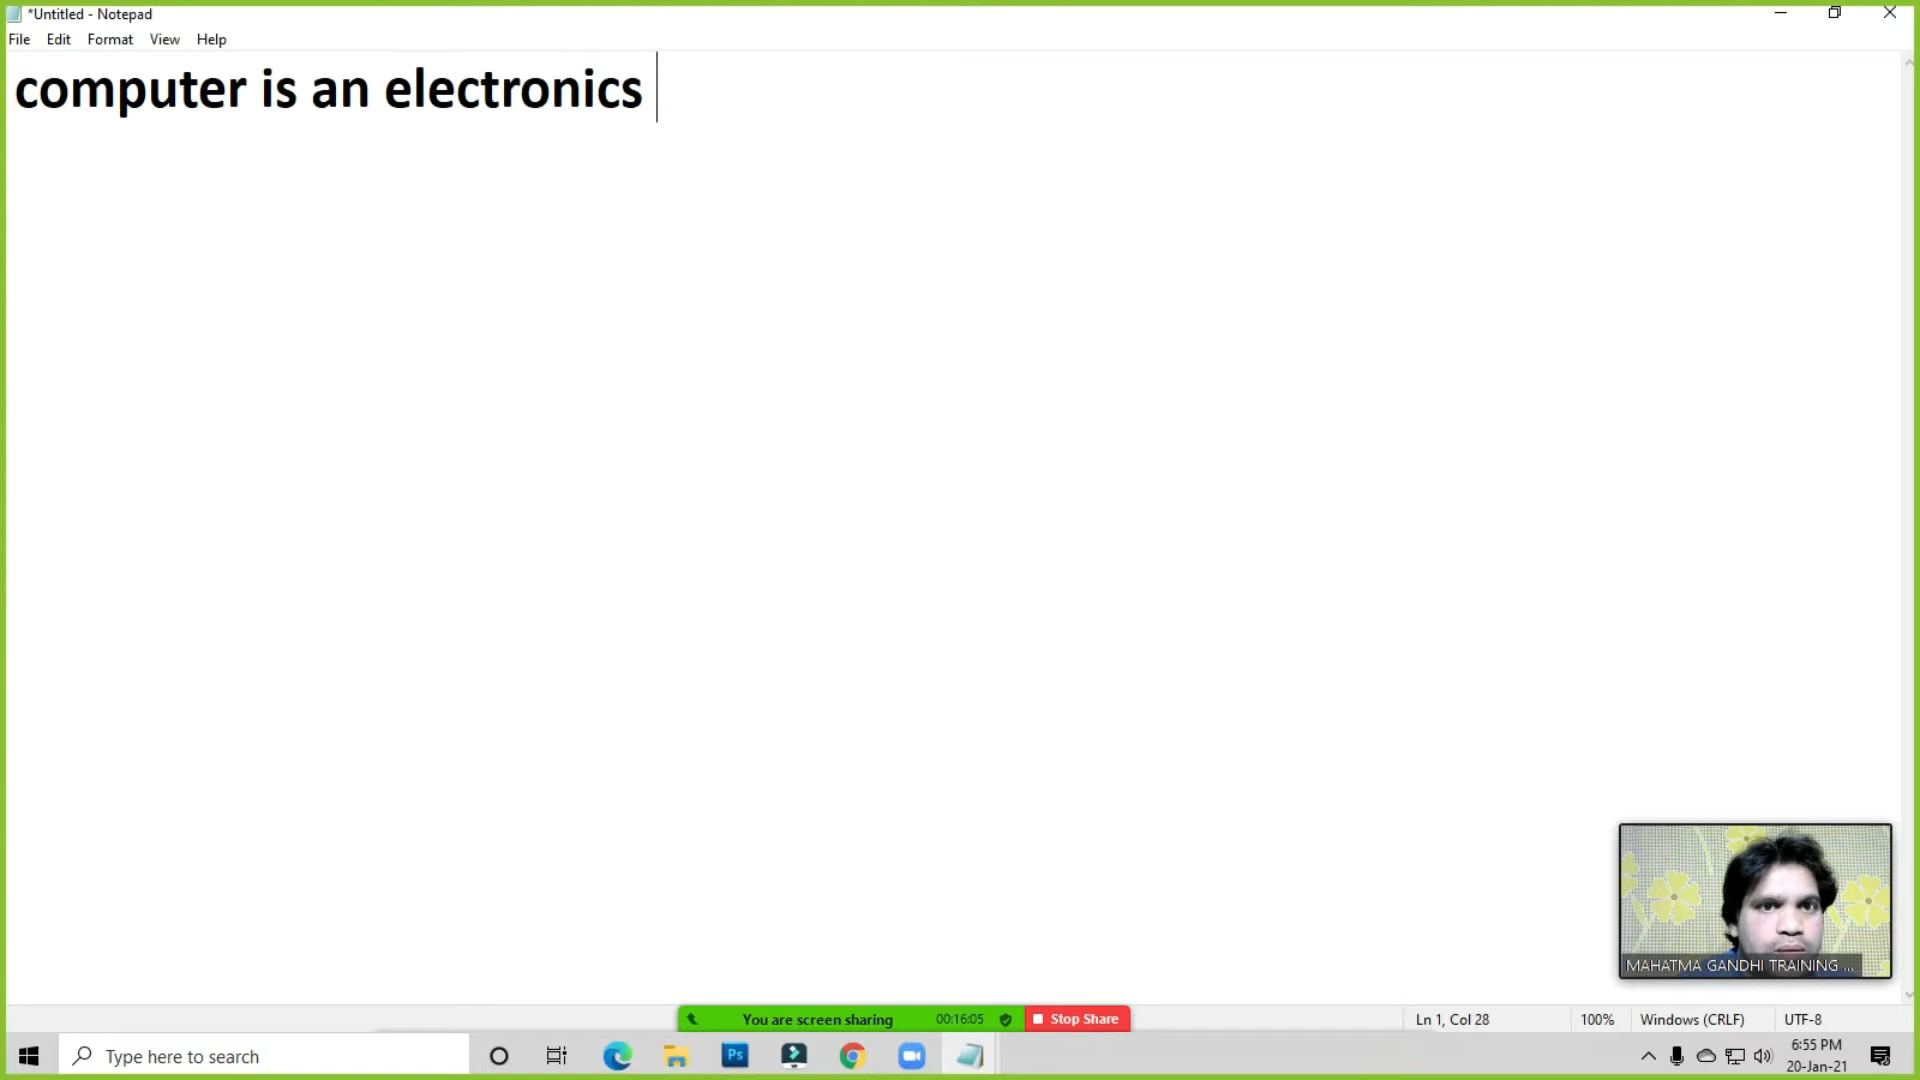 *Untitled - Notepad
File Edit Format View Help
computer is an electronics
MAHATMA GANDHI TRAINING ...
You are screen sharing 00:16:05 Stop Share
Ln 1, Col 28 100% Windows (CRLF) UTF-8
Type here to search
Ps
6:55 PM
20-Jan-21